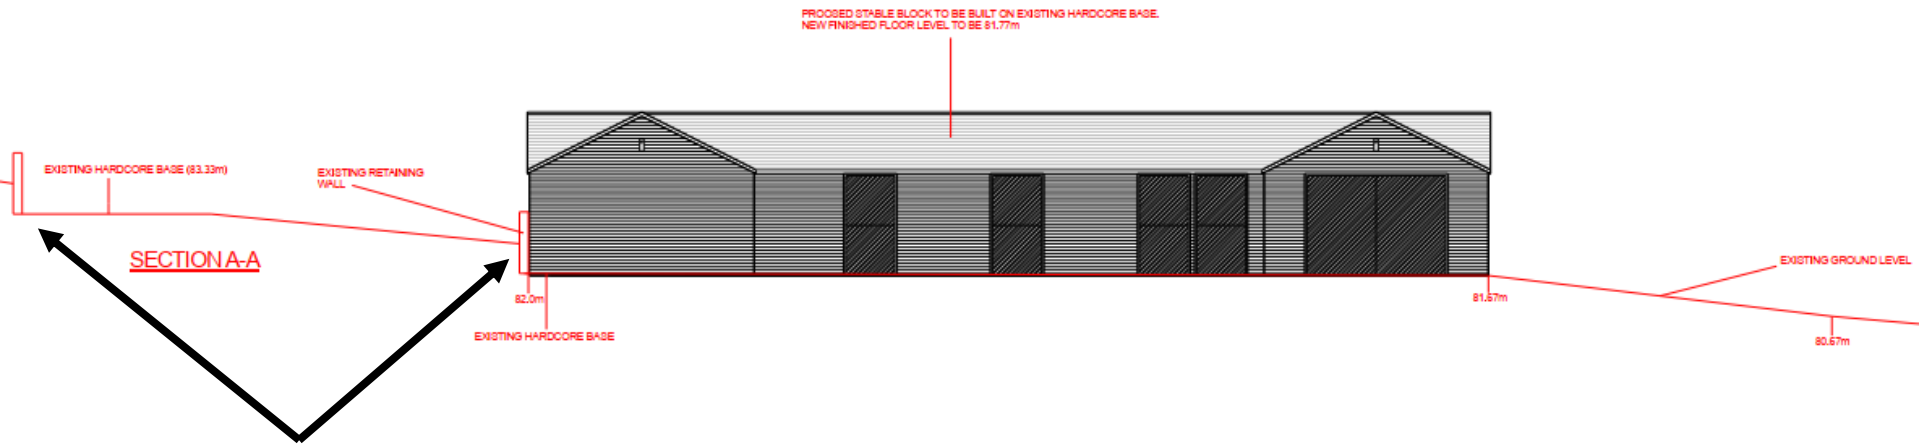 PROOSED STABLE BLOCK TO BE BUILT ON EXISTING HARDCORE BASE.
NEW FINISHED FLOOR LEVEL TO BE 81.77m
EXISTING HARDCORE BASE (83.33m)
EXISTING RETAINING
WALL
SECTION A-A
EXISTING GROUND LEVEL
82.0m
81.67m
EXISTING HARDCORE BASE
80.67m